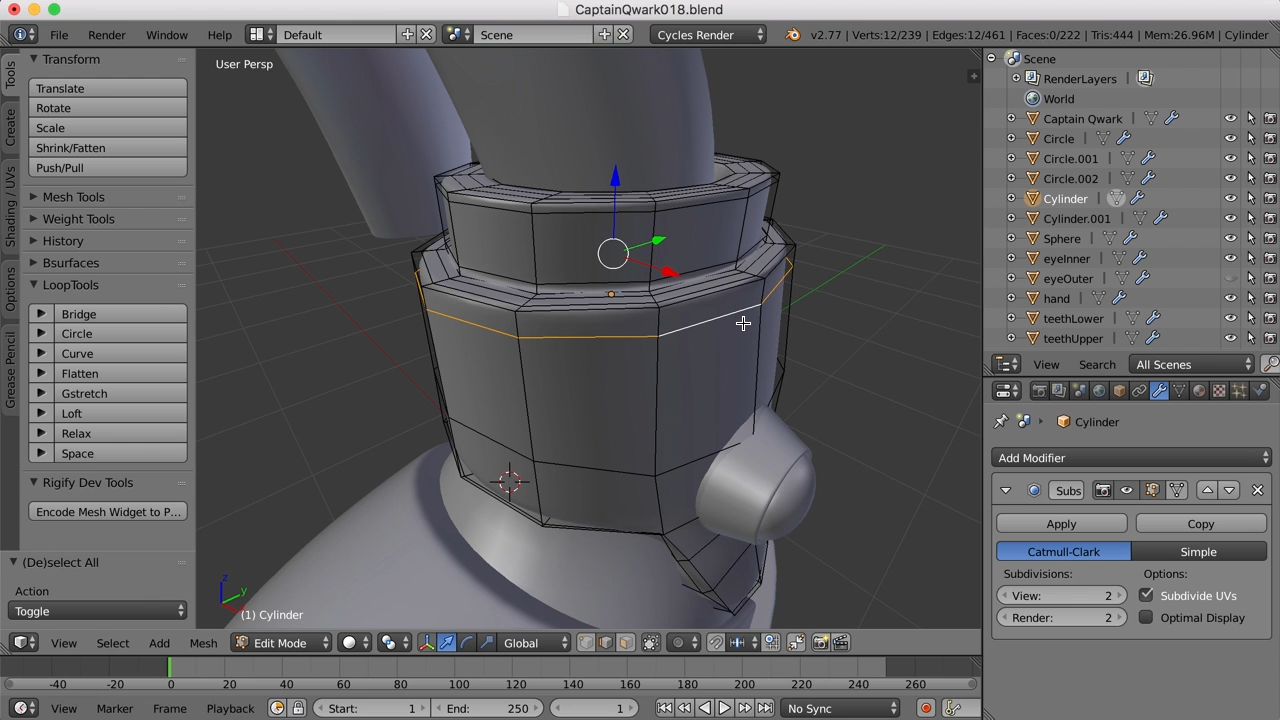 CaptainQwark018.blend
File Render Window Help Default Scene Cycles Render v2.77 | Verts:12/239 | Edges:12/461 | Faces:0/222 | Tris:444 | Mem:26.96M | Cylinder
Tools
Create
Shading / UVs
Options
Grease Pencil
Transform
Translate
Rotate
Scale
Shrink/Fatten
Push/Pull
Mesh Tools
Weight Tools
History
Bsurfaces
LoopTools
Bridge
Circle
Curve
Flatten
Gstretch
Loft
Relax
Space
Rigify Dev Tools
Encode Mesh Widget to P...
(De)select All
Action
Toggle
User Persp
z
y
(1) Cylinder
View Select Add Mesh Edit Mode Global
-40 -20 0 20 40 60 80 100 120 140 160 180 200 220 240 260
View Marker Frame Playback Start: 1 End: 250 1 No Sync
Scene
RenderLayers
World
Captain Qwark
Circle
Circle.001
Circle.002
Cylinder
Cylinder.001
Sphere
eyeInner
eyeOuter
hand
teethLower
teethUpper
View Search All Scenes
Cylinder
Add Modifier
Subs
Apply Copy
Catmull-Clark Simple
Subdivisions: Options:
View: 2 Subdivide UVs
Render: 2 Optimal Display